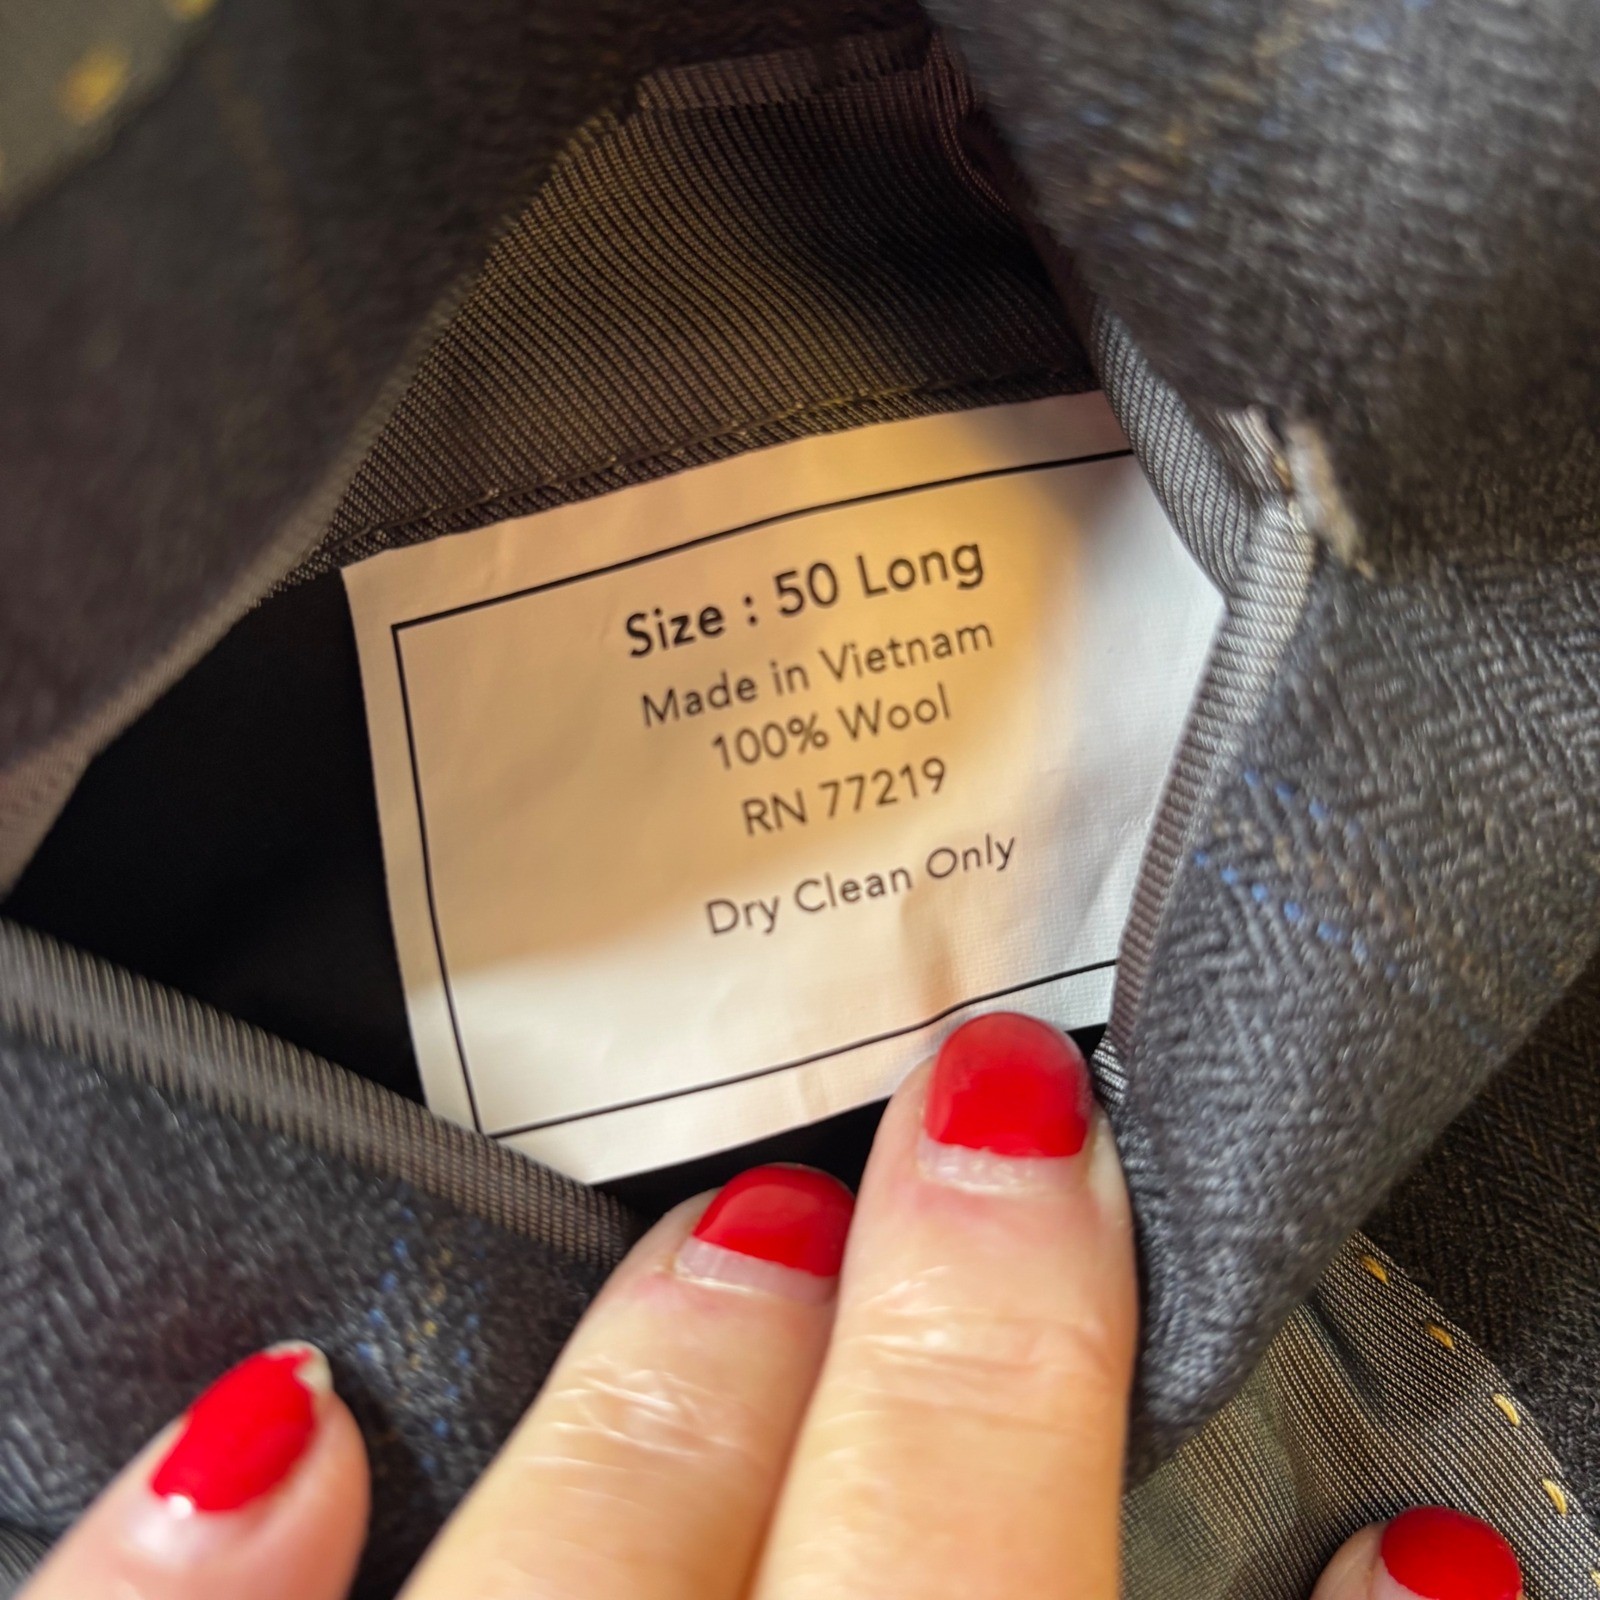 Size : 50 Long
Made in Vietnam
100% Wool
RN 77219
Dry Clean Only